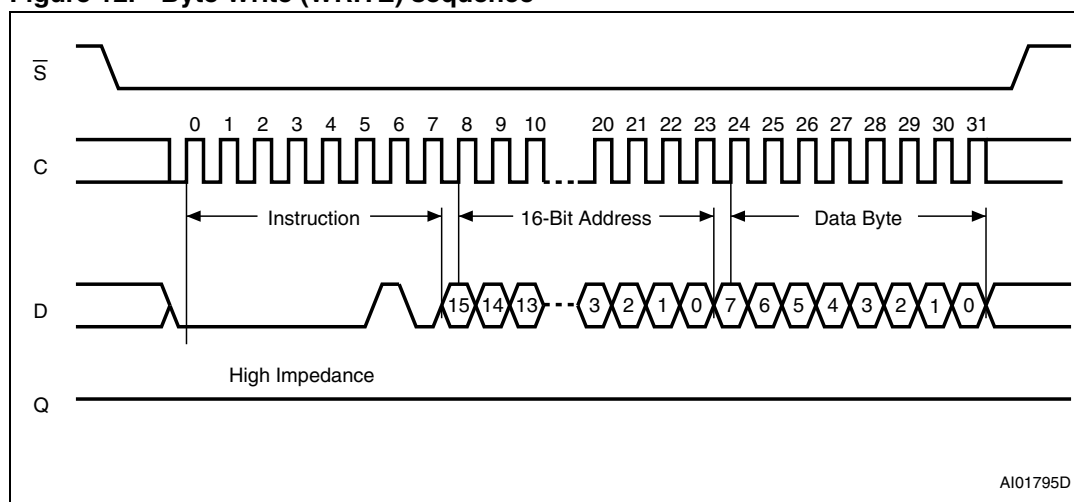 Figure 12. Byte Write (WRITE) sequence
S
0 1 2 3 4 5 6 7 8 9 10 20 21 22 23 24 25 26 27 28 29 30 31
C
Instruction 16-Bit Address Data Byte
D 15 14 13 3 2 1 0 7 6 5 4 3 2 1 0
High Impedance
Q
AI01795D